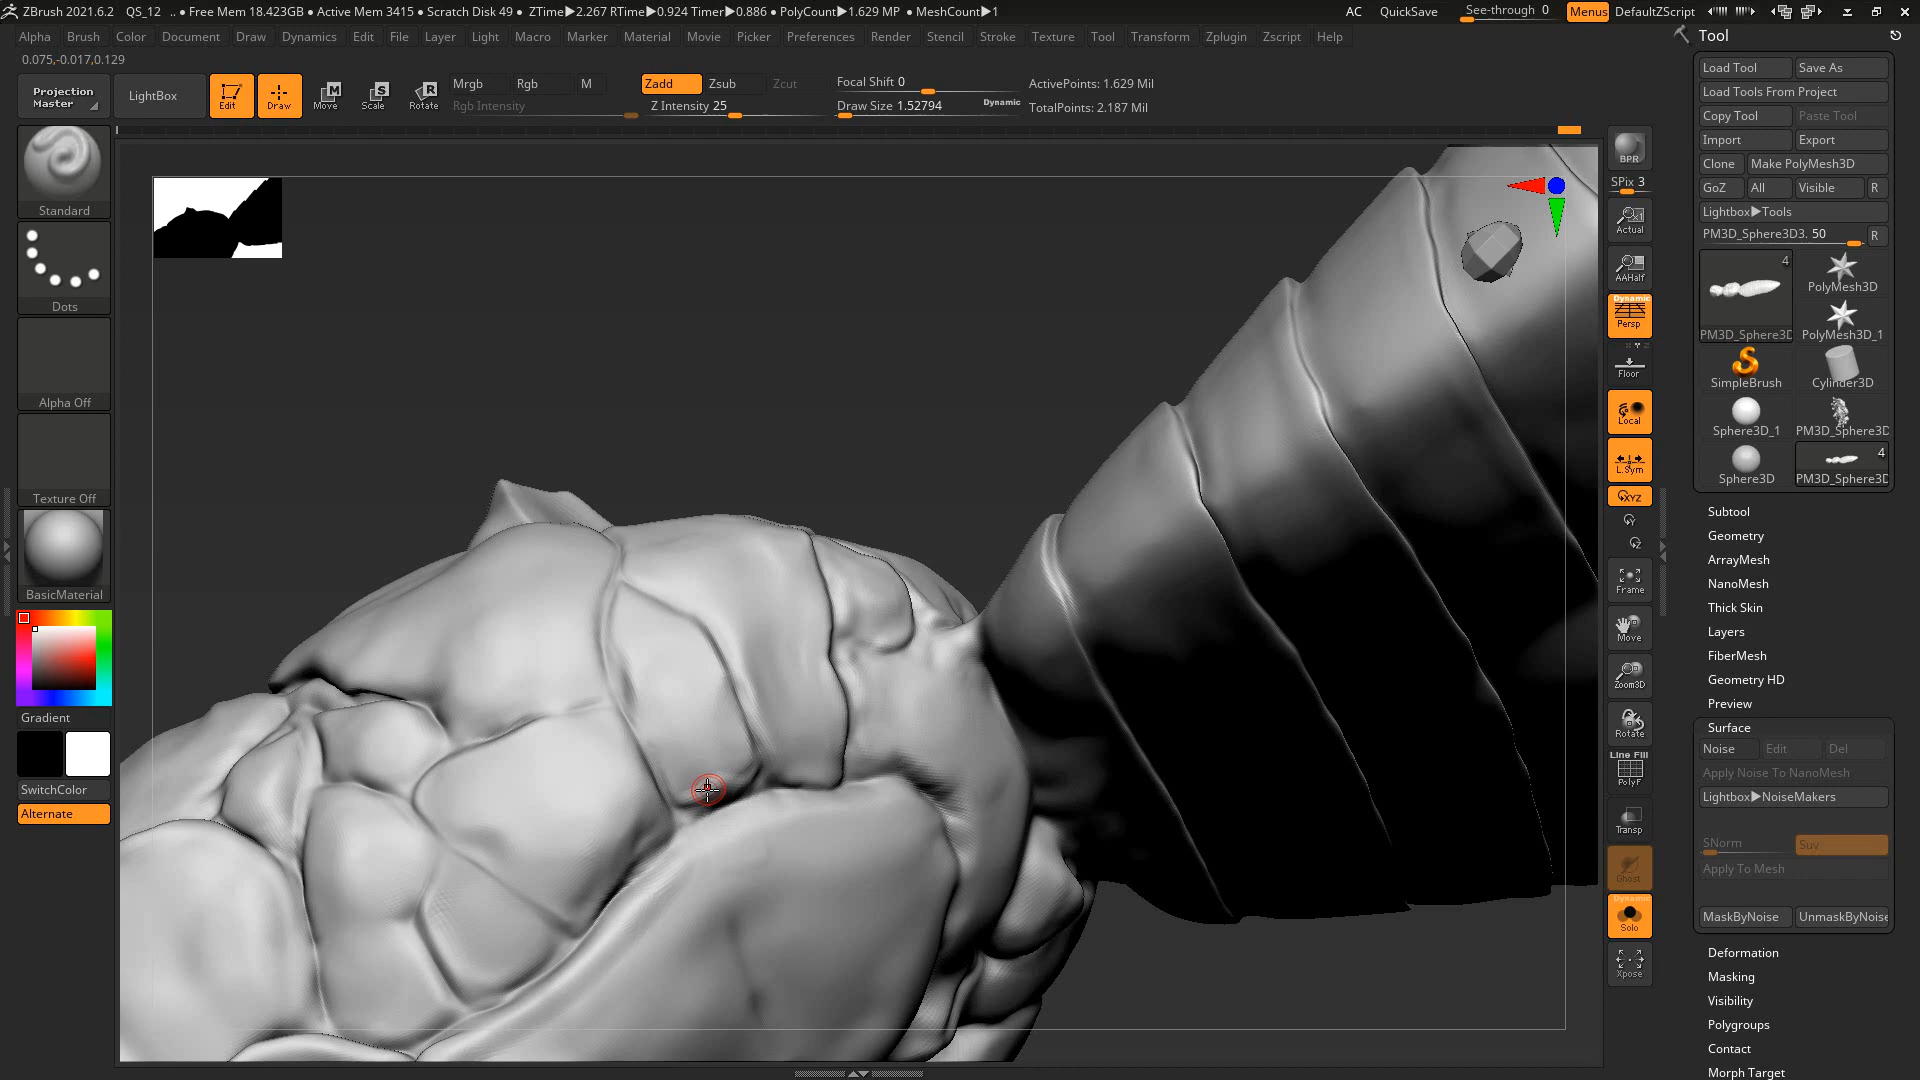 ZBrush 2021.6.2 QS_12 .. • Free Mem 18.423GB • Active Mem 3415 • Scratch Disk 49 • ZTime▶2.267 RTime▶0.924 Timer▶0.886 • PolyCount▶1.629 MP • MeshCount▶1 AC QuickSave See-through 0 Menus DefaultZScript
Alpha Brush Color Document Draw Dynamics Edit File Layer Light Macro Marker Material Movie Picker Preferences Render Stencil Stroke Texture Tool Transform Zplugin Zscript Help
Tool
0.075,-0.017,0.129
Projection Master
LightBox
Edit
Draw
Move
Scale
Rotate
Mrgb Rgb M
Rgb Intensity
Zadd Zsub Zcut
Z Intensity 25
Focal Shift 0
Draw Size 1.52794 Dynamic
ActivePoints: 1.629 Mil
TotalPoints: 2.187 Mil
Standard
Dots
Alpha Off
Texture Off
BasicMaterial
Gradient
SwitchColor
Alternate
BPR
SPix 3
Actual
AAHalf
Dynamic
Persp
Floor
Local
L.Sym
XYZ
Y
Z
Frame
Move
Zoom3D
Rotate
Line Fill
PolyF
Transp
Ghost
Dynamic
Solo
Xpose
Load Tool Save As
Load Tools From Project
Copy Tool Paste Tool
Import Export
Clone Make PolyMesh3D
GoZ All Visible R
Lightbox▶Tools
PM3D_Sphere3D3. 50 R
4
PM3D_Sphere3D
PolyMesh3D
PolyMesh3D_1
SimpleBrush
Cylinder3D
Sphere3D_1
PM3D_Sphere3D
Sphere3D
4
PM3D_Sphere3D
Subtool
Geometry
ArrayMesh
NanoMesh
Thick Skin
Layers
FiberMesh
Geometry HD
Preview
Surface
Noise Edit Del
Apply Noise To NanoMesh
Lightbox▶NoiseMakers
SNorm Suv
Apply To Mesh
MaskByNoise UnmaskByNoise
Deformation
Masking
Visibility
Polygroups
Contact
Morph Target